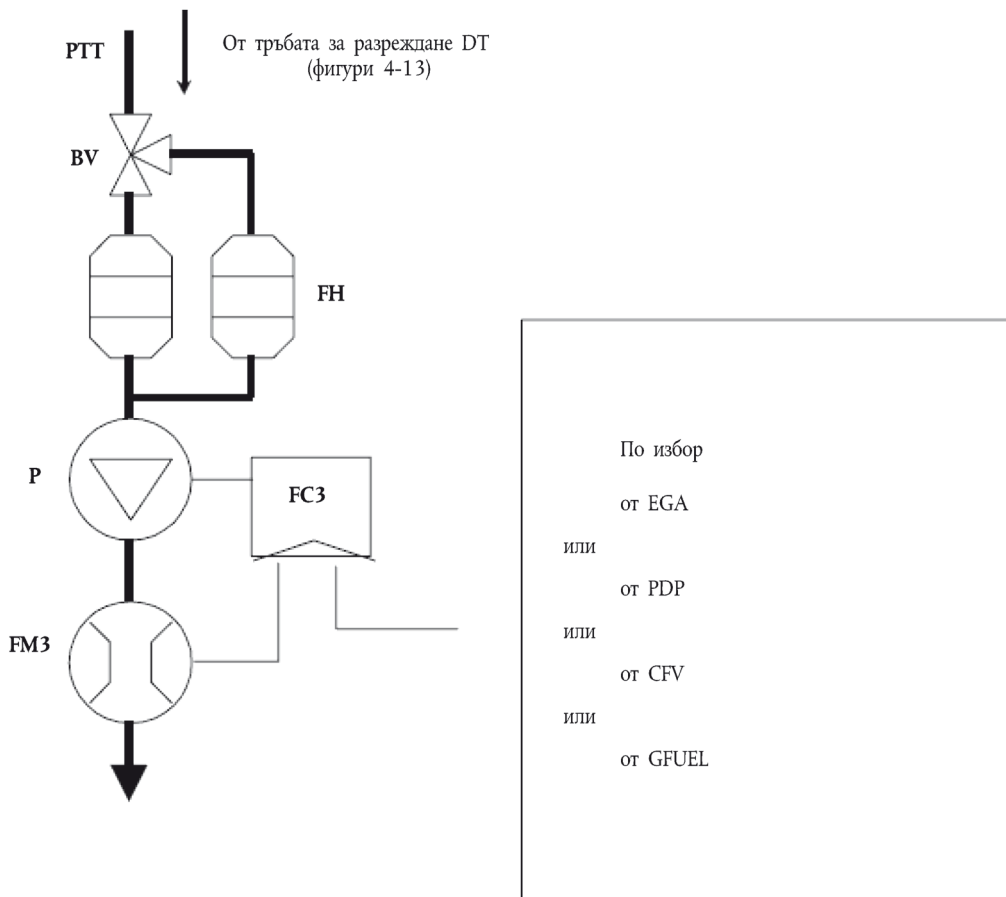 PTT
От тръбата за разреждане DT
(фигури 4-13)
BV
FH
P
FC3
FM3
По избор
от EGA
или
от PDP
или
от CFV
или
от GFUEL